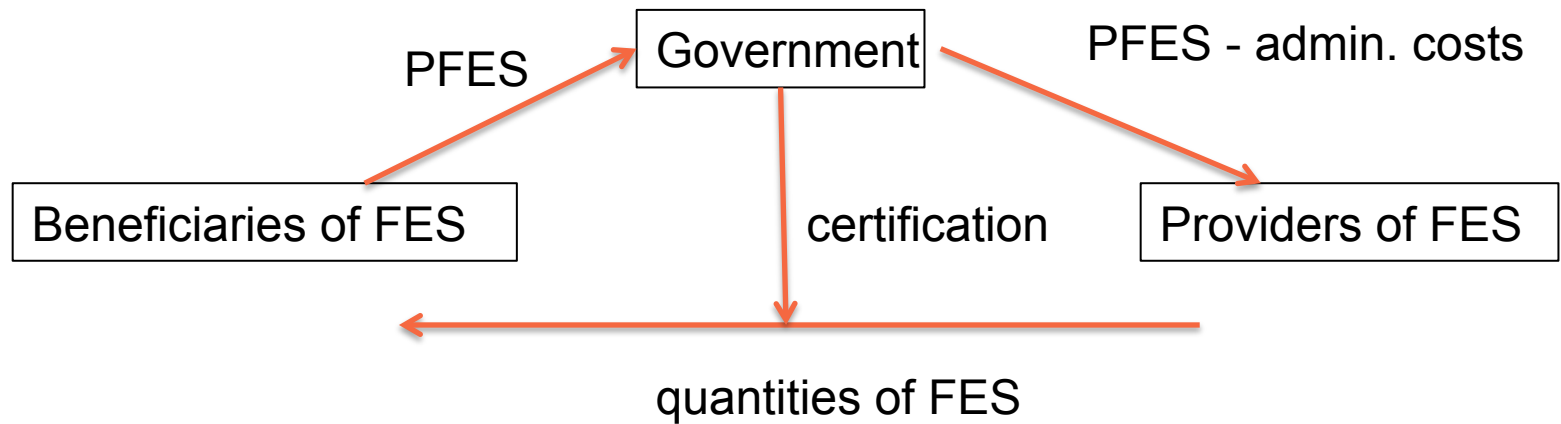 PFES
Government
PFES - admin. costs
Beneficiaries of FES
certification
Providers of FES
quantities of FES